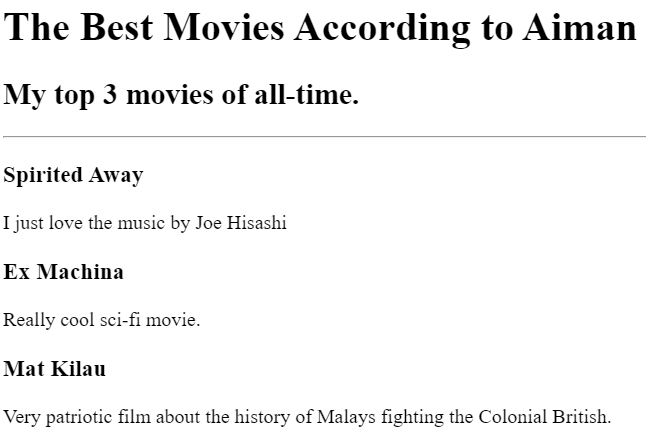 The Best Movies According to Aiman
My top 3 movies of all-time.
Spirited Away
I just love the music by Joe Hisashi
Ex Machina
Really cool sci-fi movie.
Mat Kilau
Very patriotic film about the history of Malays fighting the Colonial British.